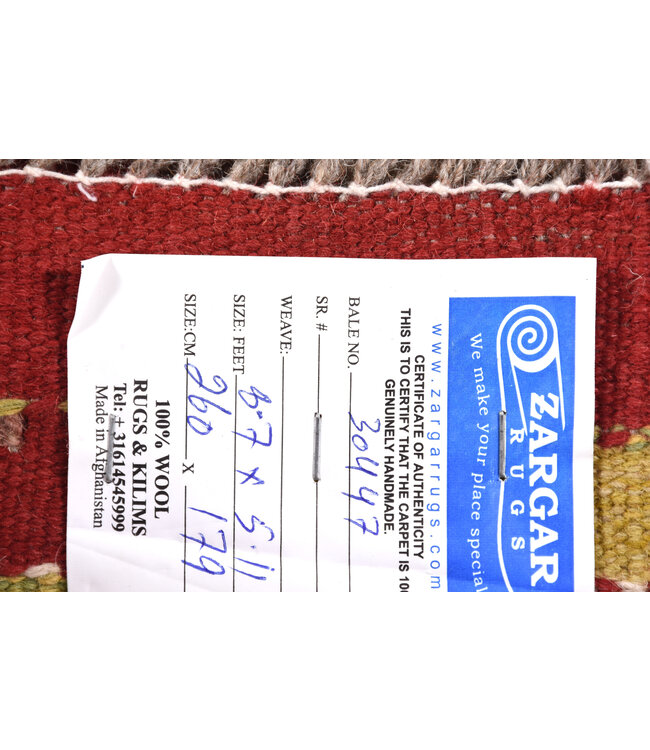 ZARGAR
RUGS
We make your place special
www.zargarrugs.com
CERTIFICATE OF AUTHENTICITY
THIS IS TO CERTIFY THAT THE CARPET IS 100
GENUINELY HANDMADE.
BALE NO. 30447
SR. #
WEAVE:
SIZE: FEET 8.7 x 5.11
SIZE:CM 260 X 179
100% WOOL
RUGS & KILIMS
Tel: + 31614545999
Made in Afghanistan